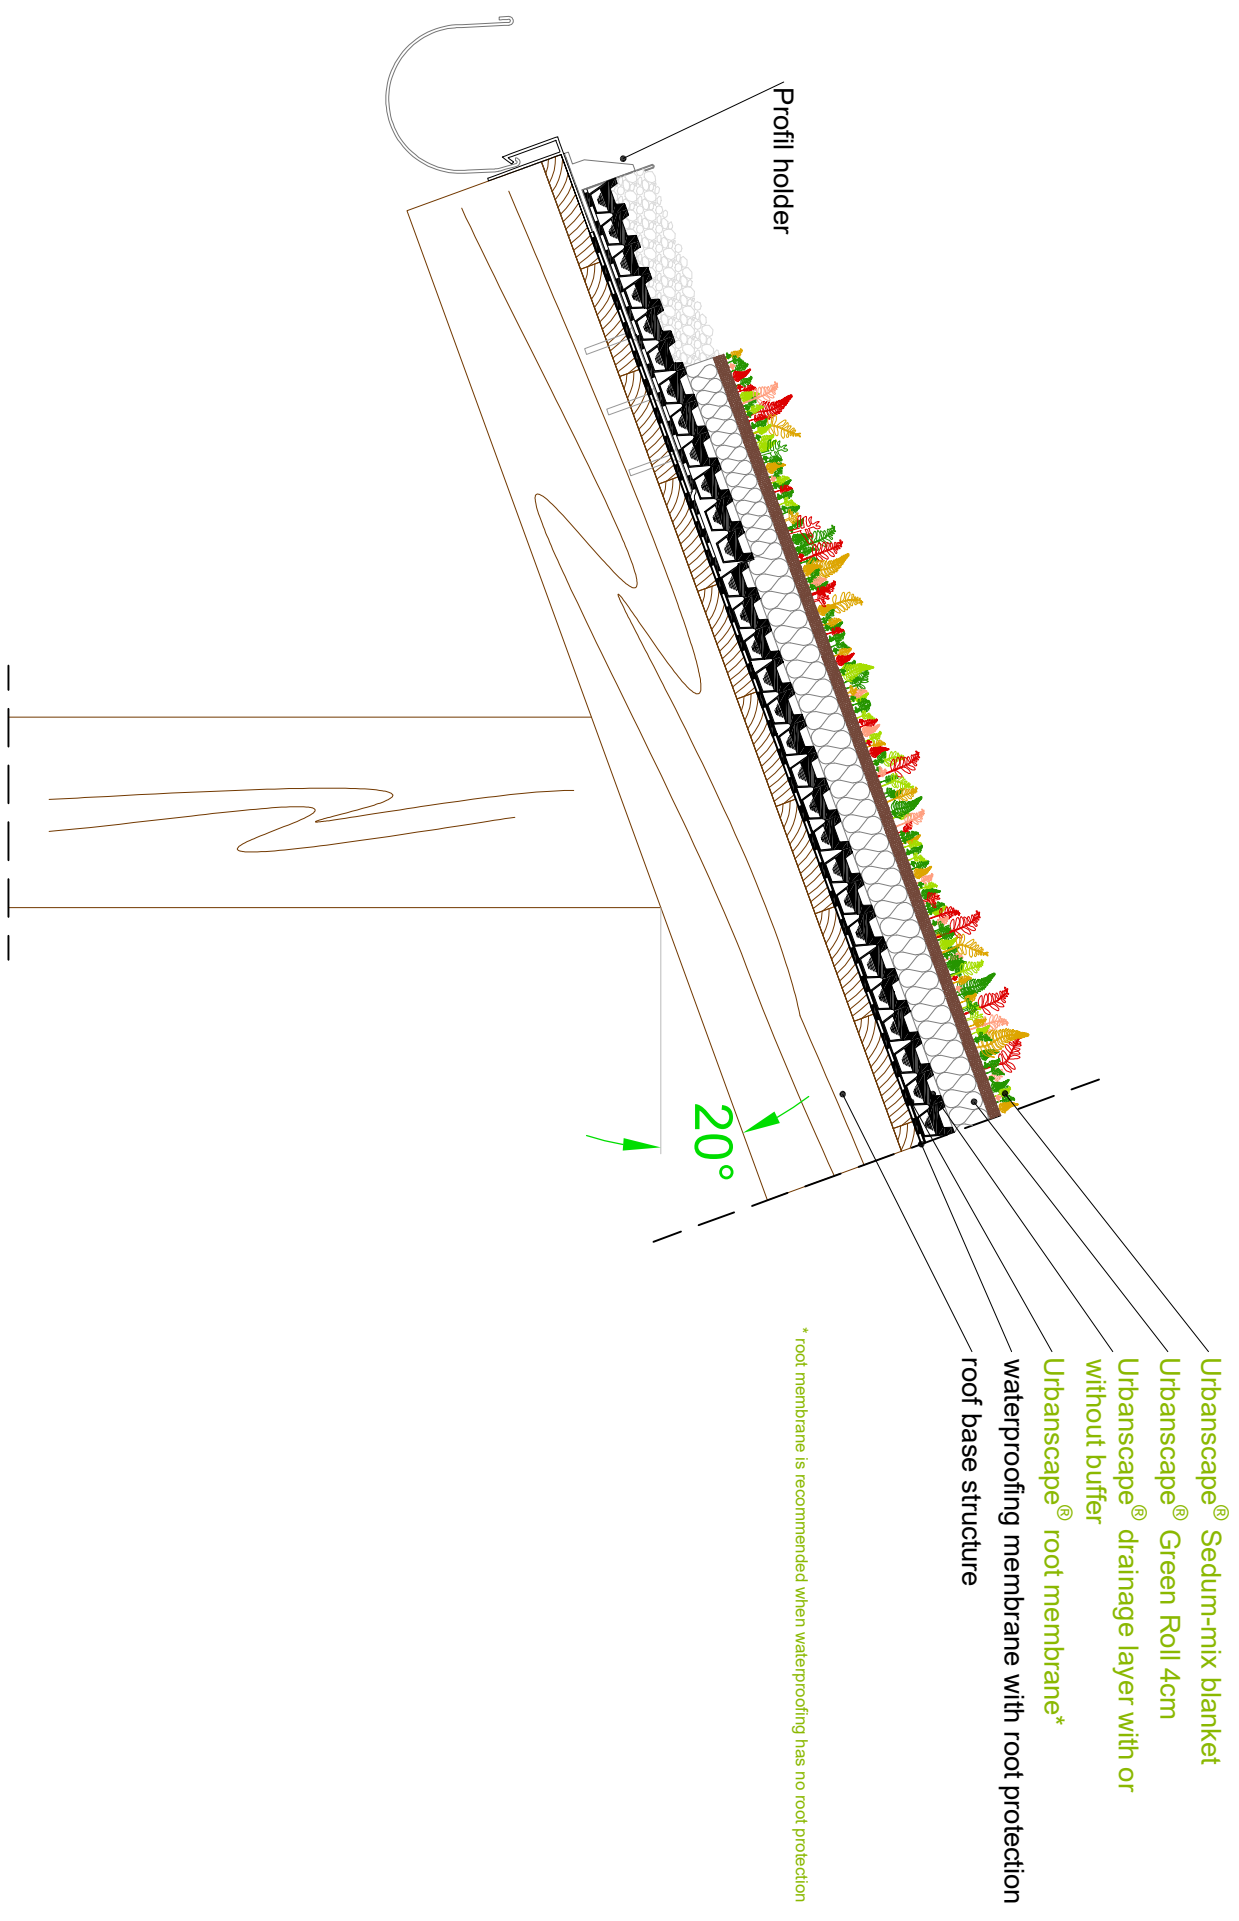 Profil holder
20°
Urbanscape® Sedum-mix blanket
Urbanscape® Green Roll 4cm
Urbanscape® drainage layer with or
without buffer
Urbanscape® root membrane*
waterproofing membrane with root protection
roof base structure
* root membrane is recommended when waterproofing has no root protection